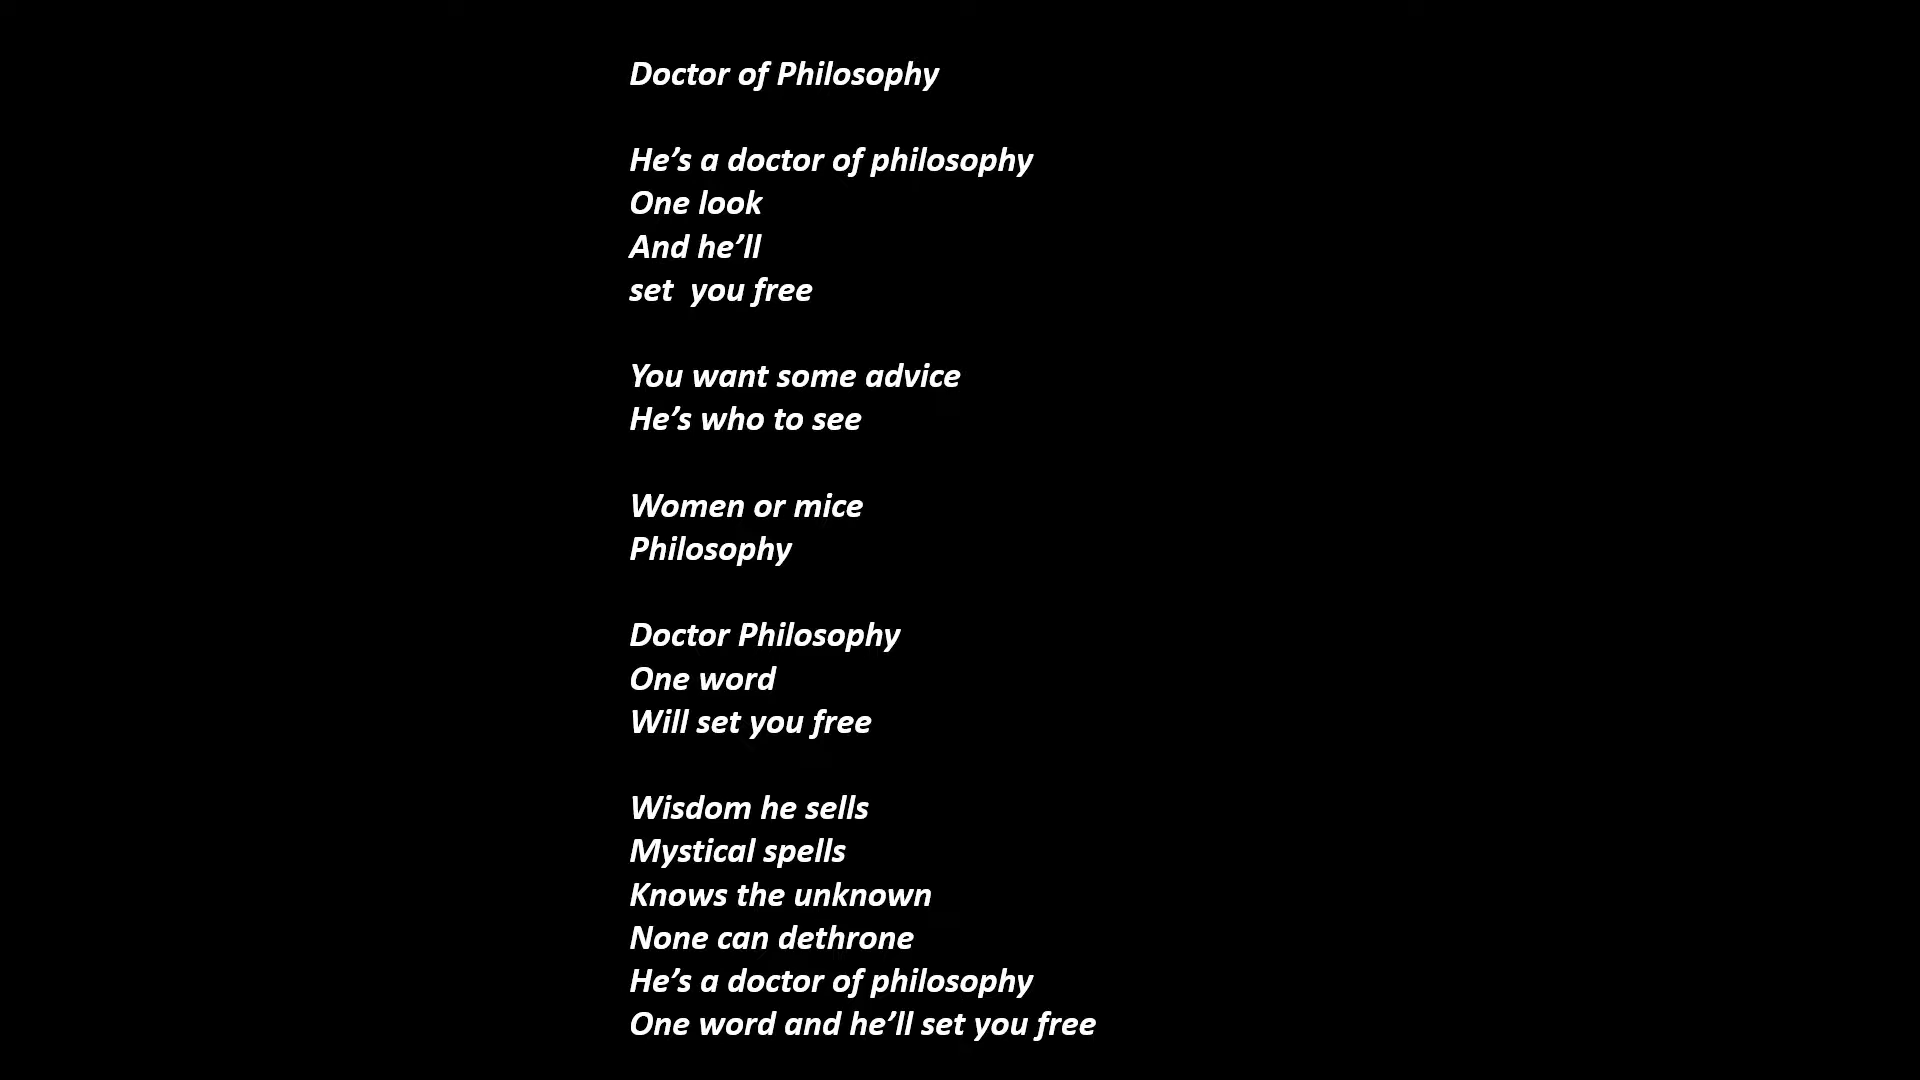 Doctor of Philosophy
He’s a doctor of philosophy
One look
And he’ll
set  you free
You want some advice
He’s who to see
Women or mice
Philosophy
Doctor Philosophy
One word
Will set you free
Wisdom he sells
Mystical spells
Knows the unknown
None can dethrone
He’s a doctor of philosophy
One word and he’ll set you free